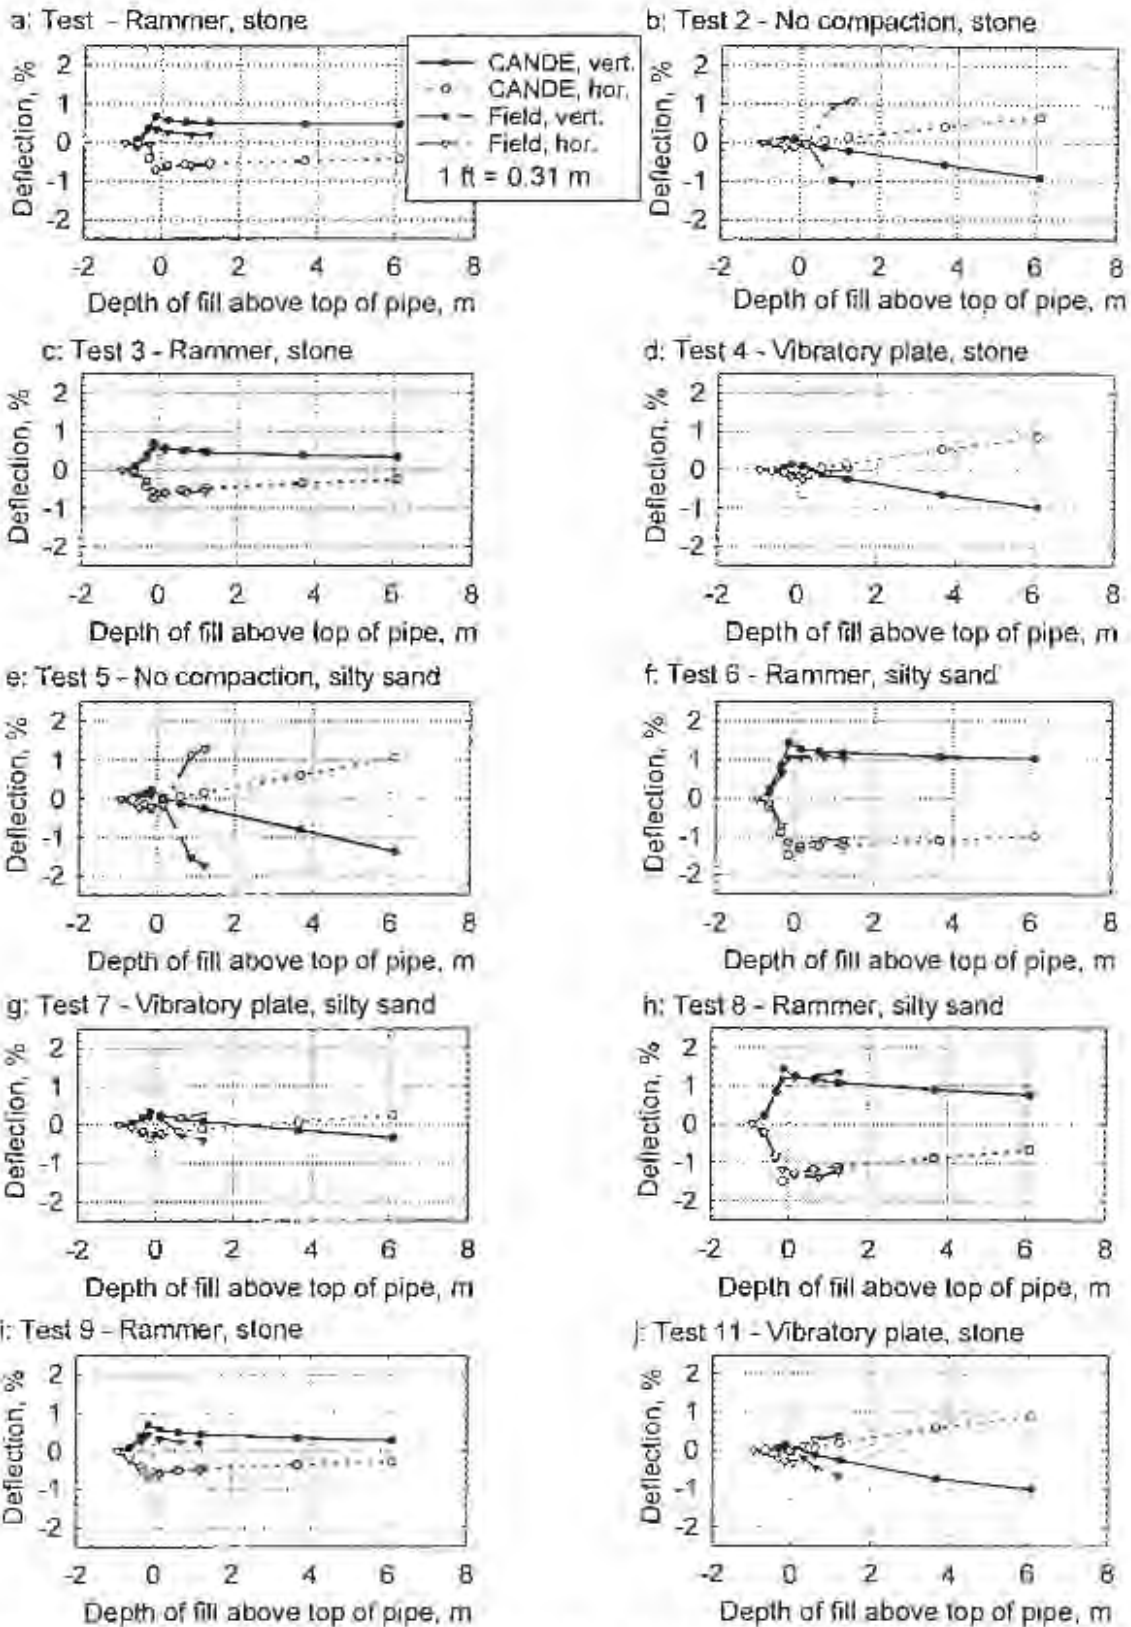 a: Test - Rammer, stone
b: Test 2 - No compaction, stone
CANDE, vert.
CANDE, hor.
Field, vert.
Field, hor.
1 ft = 0.31 m
Deflection, %
2
1
0
-1
-2
-2 0 2 4 6 8
Depth of fill above top of pipe, m
Deflection, %
2
1
0
-1
-2
-2 0 2 4 6 8
Depth of fill above top of pipe, m
c: Test 3 - Rammer, stone
d: Test 4 - Vibratory plate, stone
Deflection, %
2
1
0
-1
-2
-2 0 2 4 6 8
Depth of fill above top of pipe, m
Deflection, %
2
1
0
-1
-2
-2 0 2 4 6 8
Depth of fill above top of pipe, m
e: Test 5 - No compaction, silty sand
f: Test 6 - Rammer, silty sand
Deflection, %
2
1
0
-1
-2
-2 0 2 4 6 8
Depth of fill above top of pipe, m
Deflection, %
2
1
0
-1
-2
-2 0 2 4 6 8
Depth of fill above top of pipe, m
g: Test 7 - Vibratory plate, silty sand
h: Test 8 - Rammer, silty sand
Deflection, %
2
1
0
-1
-2
-2 0 2 4 6 8
Depth of fill above top of pipe, m
Deflection, %
2
1
0
-1
-2
-2 0 2 4 6 8
Depth of fill above top of pipe, m
i: Test 9 - Rammer, stone
j: Test 11 - Vibratory plate, stone
Deflection, %
2
1
0
-1
-2
-2 0 2 4 6 8
Depth of fill above top of pipe, m
Deflection, %
2
1
0
-1
-2
-2 0 2 4 6 8
Depth of fill above top of pipe, m